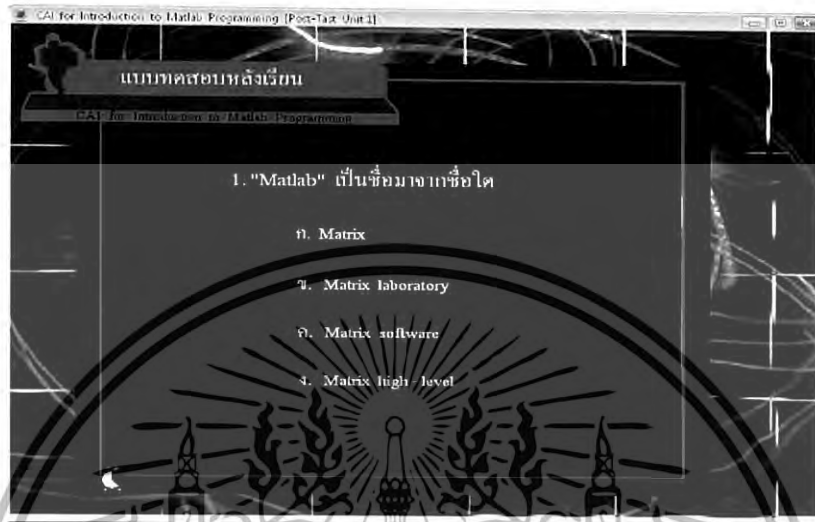 CAI for Introduction to Matlab Programming [Post-Tast Unit 1]
แบบทดสอบหลังเรียน
CAI for Introduction to Matlab Programming
1. "Matlab" เป็นชื่อมาจากชื่อใด
ก. Matrix
ข. Matrix laboratory
ค. Matrix software
ง. Matrix high - level